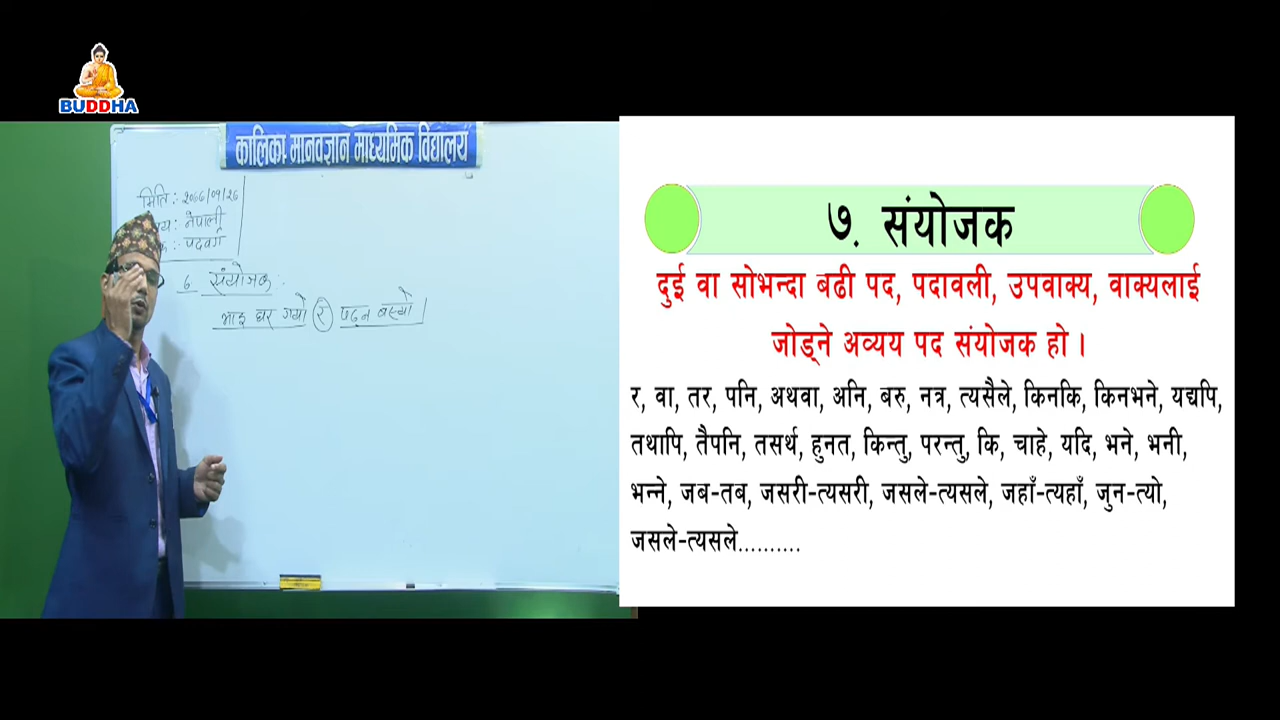 BUDDHA
कालिका मानवज्ञान माध्यमिक विद्यालय
मिति :- २०७७/०१/२६
नेपाली
:- पदवर्ग
७ संयोजक :
भाइ घर गयो र पढ्न बस्यो ।
७. संयोजक
दुई वा सोभन्दा बढी पद, पदावली, उपवाक्य, वाक्यलाई
जोड्ने अव्यय पद संयोजक हो ।
र, वा, तर, पनि, अथवा, अनि, बरु, नत्र, त्यसैले, किनकि, किनभने, यद्यपि,
तथापि, तैपनि, तसर्थ, हुनत, किन्तु, परन्तु, कि, चाहे, यदि, भने, भनी,
भन्ने, जब-तब, जसरी-त्यसरी, जसले-त्यसले, जहाँ-त्यहाँ, जुन-त्यो,
जसले-त्यसले..........